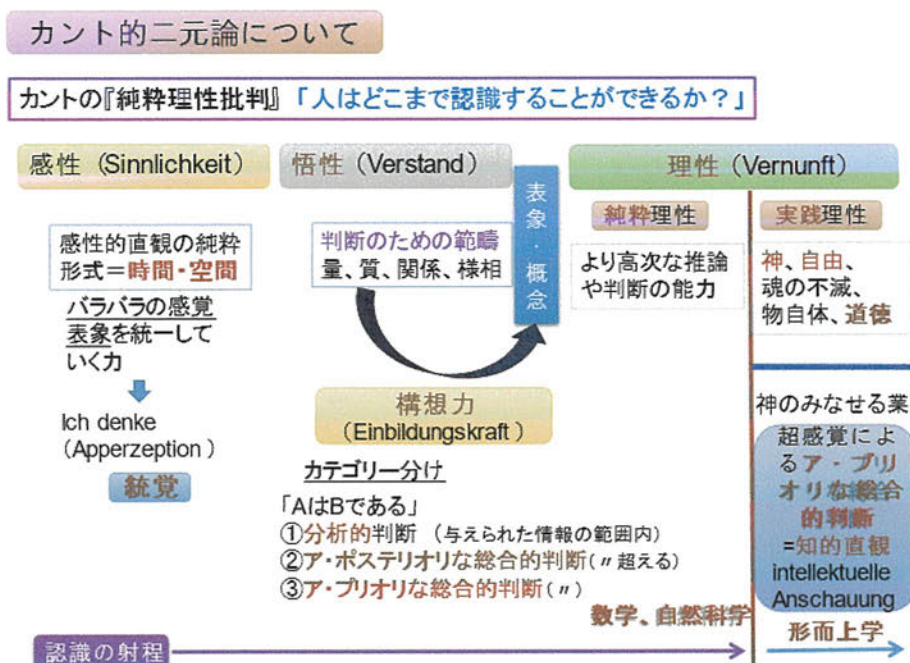 カント的二元論について
カントの『純粋理性批判』「人はどこまで認識することができるか？」
感性（Sinnlichkeit）
感性的直観の純粋
形式＝時間・空間
バラバラの感覚
表象を統一して
いく力
Ich denke
（Apperzeption）
統覚
悟性（Verstand）
判断のための範疇
量、質、関係、様相
表象・概念
構想力
（Einbildungskraft）
カテゴリー分け
「AはBである」
①分析的判断（与えられた情報の範囲内）
②ア・ポステリオリな総合的判断（〃超える）
③ア・プリオリな総合的判断（〃）
数学、自然科学
理性（Vernunft）
純粋理性
より高次な推論
や判断の能力
実践理性
神、自由、
魂の不滅、
物自体、道徳
神のみなせる業
超感覚によ
るア・プリ
オリな総合
的判断
=知的直観
intellektuelle
Anschauung
形而上学
認識の射程